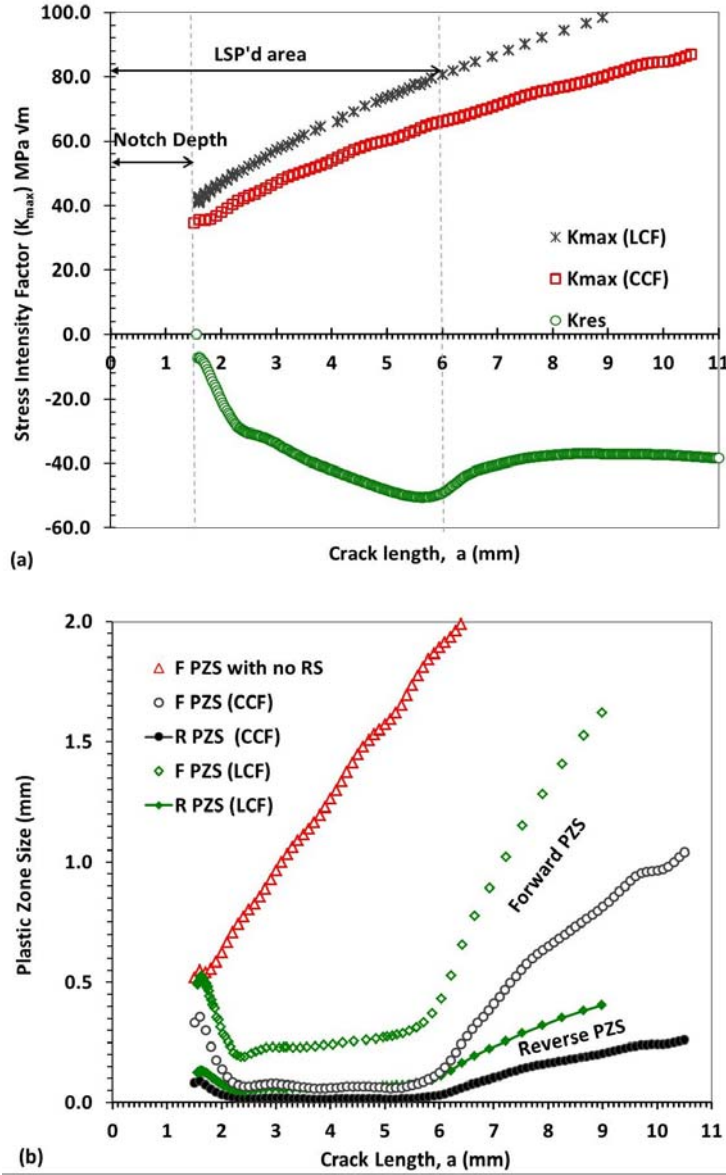 100.0
80.0
60.0
40.0
20.0
0.0
-20.0
-40.0
-60.0
Stress Intensity Factor (Kmax) MPa √m
LSP'd area
Notch Depth
Kmax (LCF)
Kmax (CCF)
Kres
0 1 2 3 4 5 6 7 8 9 10 11
Crack length, a (mm)
(a)
2.0
1.5
1.0
0.5
0.0
Plastic Zone Size (mm)
F PZS with no RS
F PZS (CCF)
R PZS (CCF)
F PZS (LCF)
R PZS (LCF)
Forward PZS
Reverse PZS
0 1 2 3 4 5 6 7 8 9 10 11
Crack Length, a (mm)
(b)